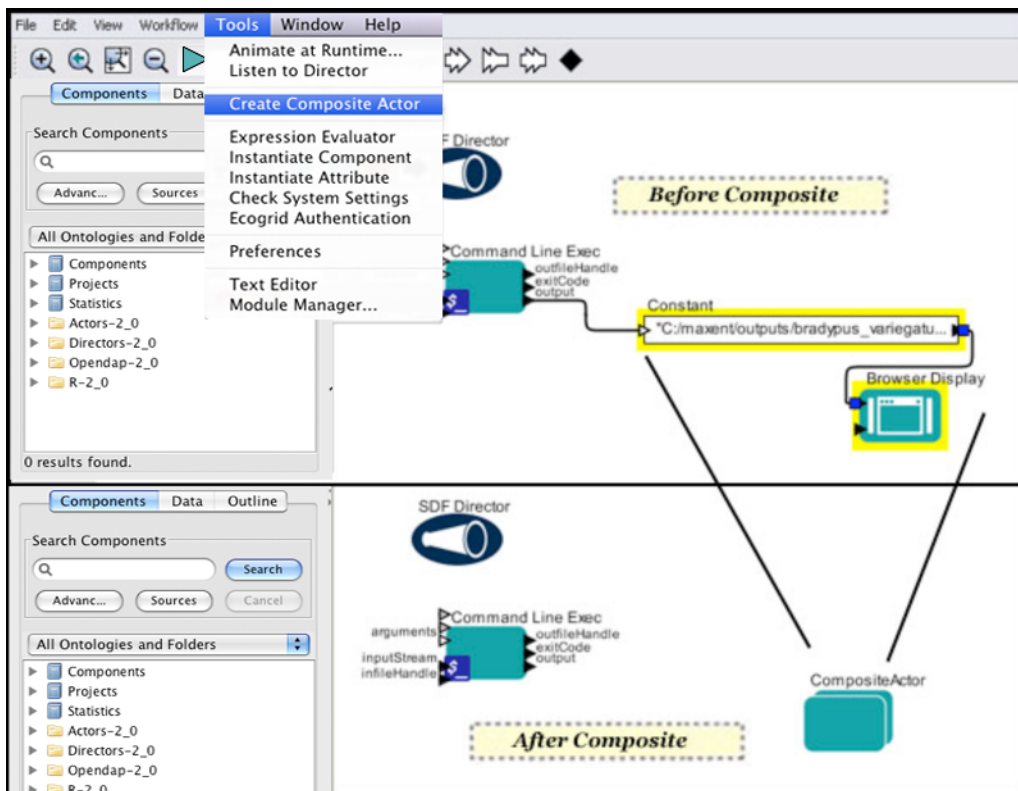 File Edit View Workflow Tools Window Help
Animate at Runtime...
Listen to Director
Create Composite Actor
Expression Evaluator
Instantiate Component
Instantiate Attribute
Check System Settings
Ecogrid Authentication
Preferences
Text Editor
Module Manager...
Components Data
Search Components
Advanc... Sources
All Ontologies and Folde
Components
Projects
Statistics
Actors-2_0
Directors-2_0
Opendap-2_0
R-2_0
0 results found.
F Director
Before Composite
Command Line Exec
outfileHandle
exitCode
output
$_
Constant
"C:/maxent/outputs/bradypus_variegatu...
Browser Display
Components Data Outline
Search Components
Search
Advanc... Sources Cancel
All Ontologies and Folders
Components
Projects
Statistics
Actors-2_0
Directors-2_0
Opendap-2_0
R-2_0
SDF Director
Command Line Exec
arguments
outfileHandle
exitCode
inputStream
output
infileHandle
$_
After Composite
CompositeActor